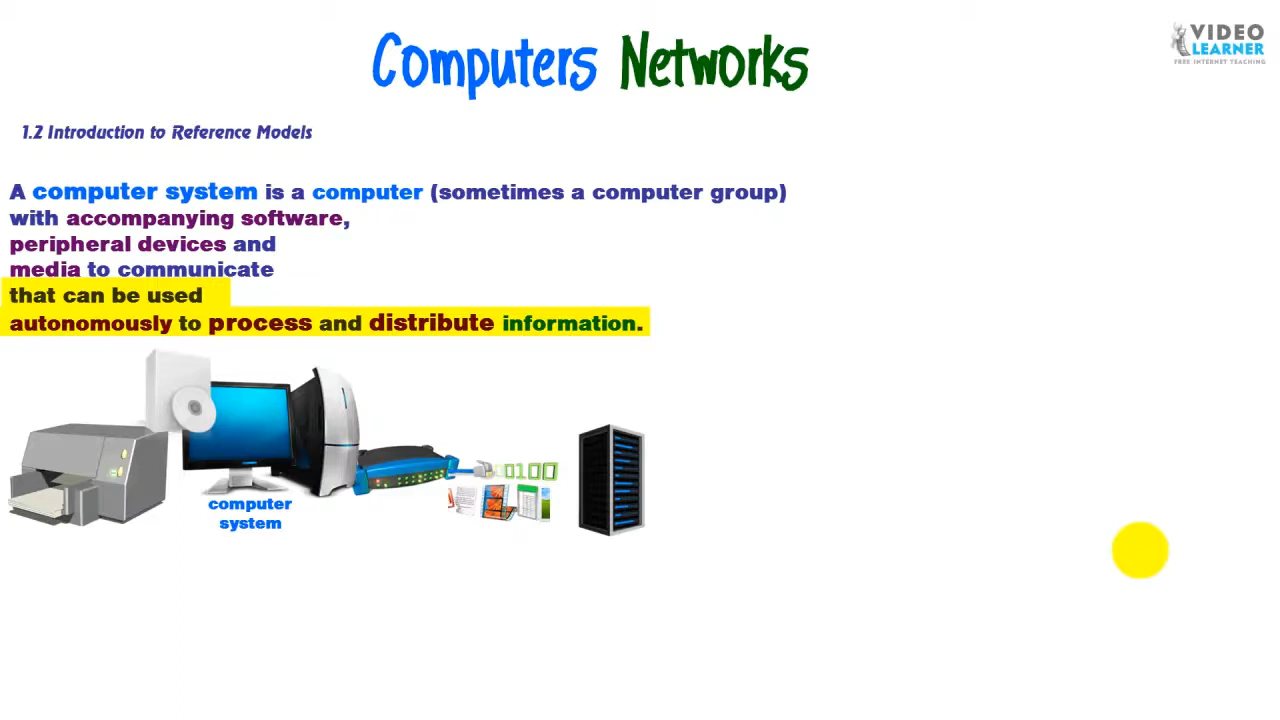 Computers Networks
VIDEO
LEARNER
FREE INTERNET TEACHING
1.2 Introduction to Reference Models
A computer system is a computer (sometimes a computer group)
with accompanying software,
peripheral devices and
media to communicate
that can be used
autonomously to process and distribute information.
0100
computer
system